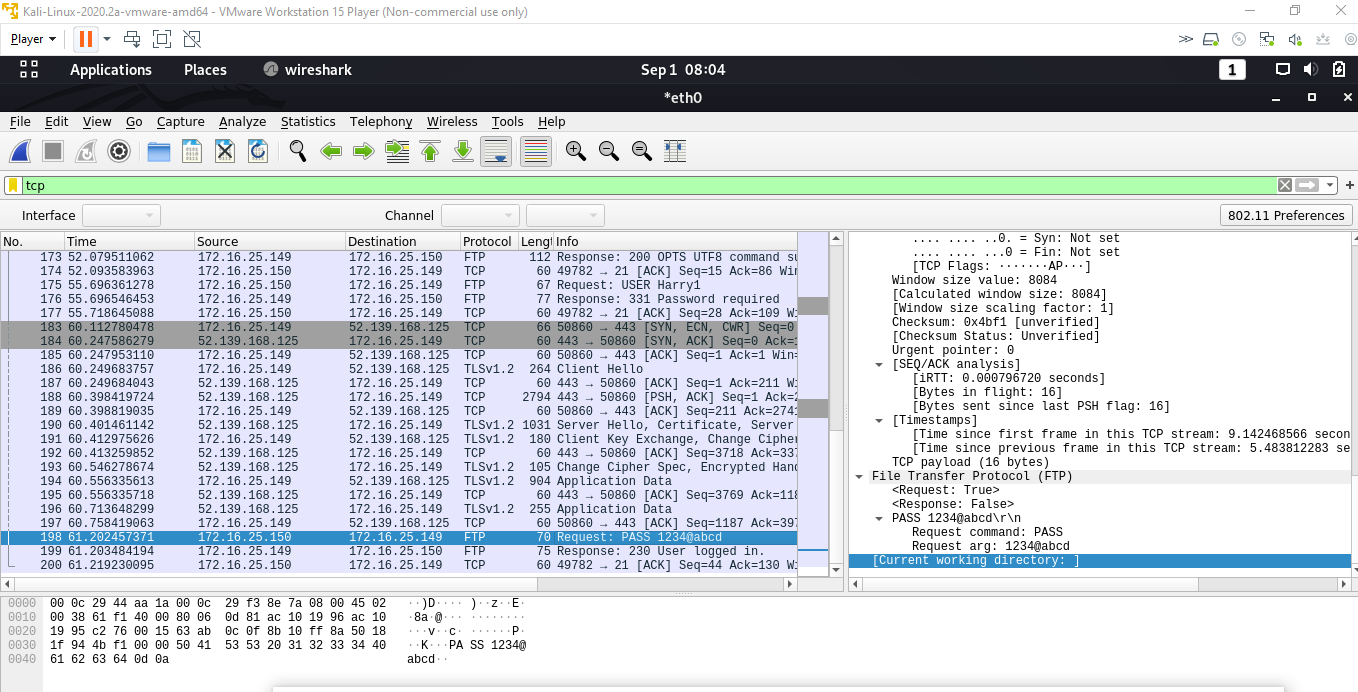 Kali-Linux-2020.2a-vmware-amd64 - VMware Workstation 15 Player (Non-commercial use only)
Player
Applications Places wireshark Sep 1 08:04 1
*eth0
File Edit View Go Capture Analyze Statistics Telephony Wireless Tools Help
tcp
Interface Channel 802.11 Preferences
No. Time Source Destination Protocol Lengt Info
173 52.079511062 172.16.25.149 172.16.25.150 FTP 112 Response: 200 OPTS UTF8 command su
174 52.093583963 172.16.25.150 172.16.25.149 TCP 60 49782 → 21 [ACK] Seq=15 Ack=86 Win
175 55.696361278 172.16.25.150 172.16.25.149 FTP 67 Request: USER Harry1
176 55.696546453 172.16.25.149 172.16.25.150 FTP 77 Response: 331 Password required
177 55.718645088 172.16.25.150 172.16.25.149 TCP 60 49782 → 21 [ACK] Seq=28 Ack=109 Wi
183 60.112780478 172.16.25.149 52.139.168.125 TCP 66 50860 → 443 [SYN, ECN, CWR] Seq=0
184 60.247586279 52.139.168.125 172.16.25.149 TCP 60 443 → 50860 [SYN, ACK] Seq=0 Ack=1
185 60.247953110 172.16.25.149 52.139.168.125 TCP 60 50860 → 443 [ACK] Seq=1 Ack=1 Win=
186 60.249683757 172.16.25.149 52.139.168.125 TLSv1.2 264 Client Hello
187 60.249684043 52.139.168.125 172.16.25.149 TCP 60 443 → 50860 [ACK] Seq=1 Ack=211 Wi
188 60.398419724 52.139.168.125 172.16.25.149 TCP 2794 443 → 50860 [PSH, ACK] Seq=1 Ack=2
189 60.398819035 172.16.25.149 52.139.168.125 TCP 60 50860 → 443 [ACK] Seq=211 Ack=2741
190 60.401461142 52.139.168.125 172.16.25.149 TLSv1.2 1031 Server Hello, Certificate, Server
191 60.412975626 172.16.25.149 52.139.168.125 TLSv1.2 180 Client Key Exchange, Change Cipher
192 60.413259852 52.139.168.125 172.16.25.149 TCP 60 443 → 50860 [ACK] Seq=3718 Ack=337
193 60.546278674 52.139.168.125 172.16.25.149 TLSv1.2 105 Change Cipher Spec, Encrypted Hand
194 60.556335613 172.16.25.149 52.139.168.125 TLSv1.2 904 Application Data
195 60.556335718 52.139.168.125 172.16.25.149 TCP 60 443 → 50860 [ACK] Seq=3769 Ack=118
196 60.713648299 52.139.168.125 172.16.25.149 TLSv1.2 255 Application Data
197 60.758419063 172.16.25.149 52.139.168.125 TCP 60 50860 → 443 [ACK] Seq=1187 Ack=397
198 61.202457371 172.16.25.150 172.16.25.149 FTP 70 Request: PASS 1234@abcd
199 61.203484194 172.16.25.149 172.16.25.150 FTP 75 Response: 230 User logged in.
200 61.219230095 172.16.25.150 172.16.25.149 TCP 60 49782 → 21 [ACK] Seq=44 Ack=130 Wi
.... .... ..0. = Syn: Not set
.... .... ...0 = Fin: Not set
[TCP Flags: ·······AP···]
Window size value: 8084
[Calculated window size: 8084]
[Window size scaling factor: 1]
Checksum: 0x4bf1 [unverified]
[Checksum Status: Unverified]
Urgent pointer: 0
[SEQ/ACK analysis]
[iRTT: 0.000796720 seconds]
[Bytes in flight: 16]
[Bytes sent since last PSH flag: 16]
[Timestamps]
[Time since first frame in this TCP stream: 9.142468566 secon
[Time since previous frame in this TCP stream: 5.483812283 se
TCP payload (16 bytes)
File Transfer Protocol (FTP)
<Request: True>
<Response: False>
PASS 1234@abcd\r\n
Request command: PASS
Request arg: 1234@abcd
[Current working directory: ]
0000 00 0c 29 44 aa 1a 00 0c 29 f3 8e 7a 08 00 45 02 ··)D···· )··z··E·
0010 00 38 61 f1 40 00 80 06 0d 81 ac 10 19 96 ac 10 ·8a·@··· ········
0020 19 95 c2 76 00 15 63 ab 0c 0f 8b 10 ff 8a 50 18 ···v··c· ······P·
0030 1f 94 4b f1 00 00 50 41 53 53 20 31 32 33 34 40 ··K···PA SS 1234@
0040 61 62 63 64 0d 0a abcd··